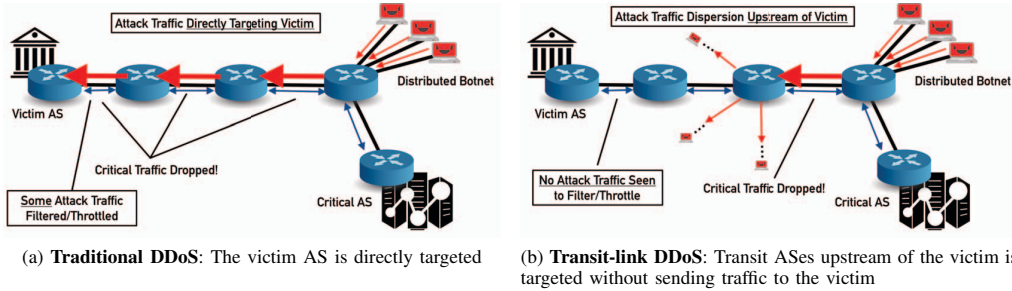 Attack Traffic Directly Targeting Victim
Distributed Botnet
Victim AS
Critical Traffic Dropped!
Some Attack Traffic
Filtered/Throttled
Critical AS
(a) Traditional DDoS: The victim AS is directly targeted
Attack Traffic Dispersion Upstream of Victim
Distributed Botnet
Victim AS
No Attack Traffic Seen
to Filter/Throttle
Critical Traffic Dropped!
Critical AS
(b) Transit-link DDoS: Transit ASes upstream of the victim is
targeted without sending traffic to the victim